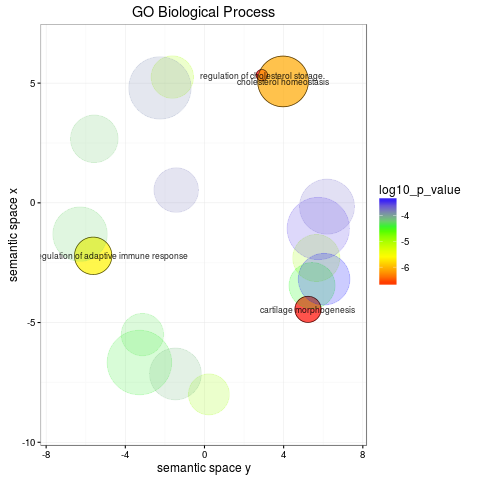 GO Biological Process
regulation of cholesterol storage
cholesterol homeostasis
egulation of adaptive immune response
cartilage morphogenesis
semantic space x
5
0
-5
-10
-8
-4
0
4
8
semantic space y
log10_p_value
-4
-5
-6